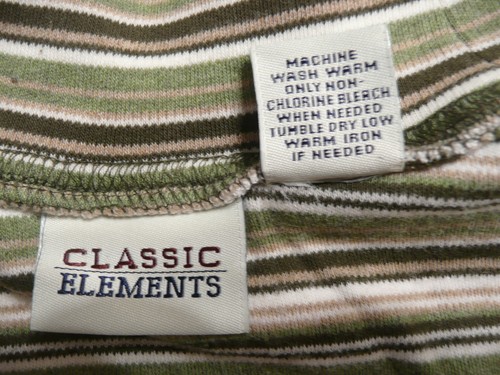 MACHINE
WASH WARM
ONLY NON-
CHLORINE BLEACH
WHEN NEEDED
TUMBLE DRY LOW
WARM IRON
IF NEEDED
CLASSIC
ELEMENTS